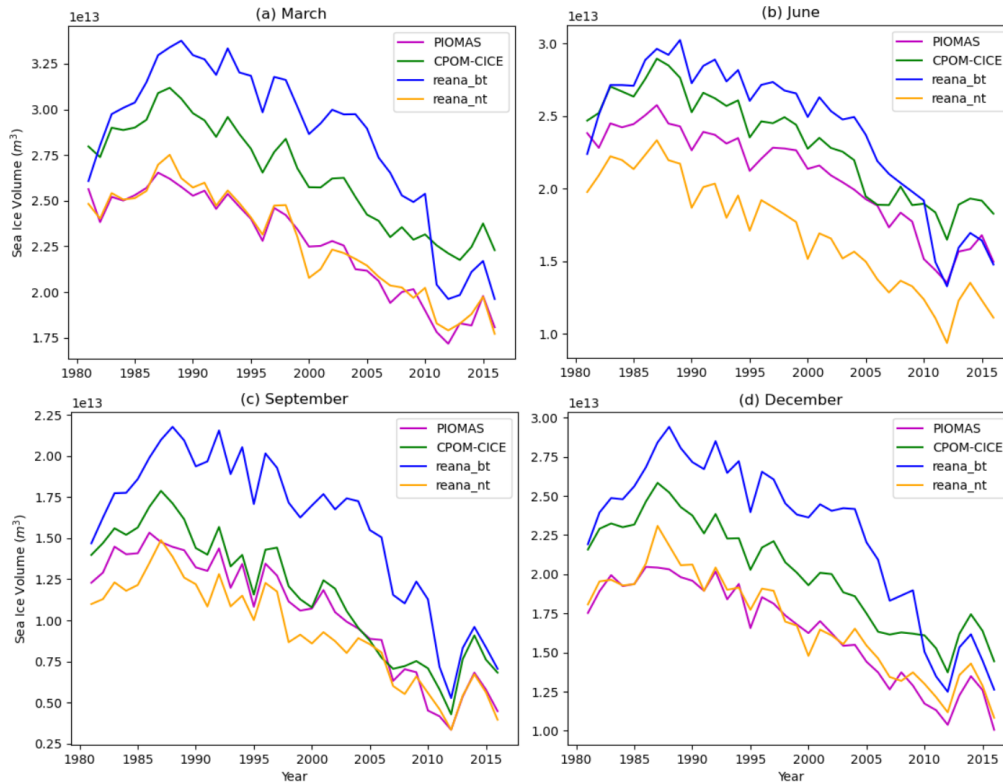 (a) March
1e13
PIOMAS
CPOM-CICE
reana_bt
reana_nt
3.25
3.00
2.75
2.50
2.25
2.00
1.75
Sea Ice Volume (m³)
1980 1985 1990 1995 2000 2005 2010 2015
(b) June
1e13
PIOMAS
CPOM-CICE
reana_bt
reana_nt
3.0
2.5
2.0
1.5
1.0
1980 1985 1990 1995 2000 2005 2010 2015
(c) September
1e13
PIOMAS
CPOM-CICE
reana_bt
reana_nt
2.25
2.00
1.75
1.50
1.25
1.00
0.75
0.50
0.25
Sea Ice Volume (m³)
1980 1985 1990 1995 2000 2005 2010 2015
Year
(d) December
1e13
PIOMAS
CPOM-CICE
reana_bt
reana_nt
3.00
2.75
2.50
2.25
2.00
1.75
1.50
1.25
1.00
1980 1985 1990 1995 2000 2005 2010 2015
Year